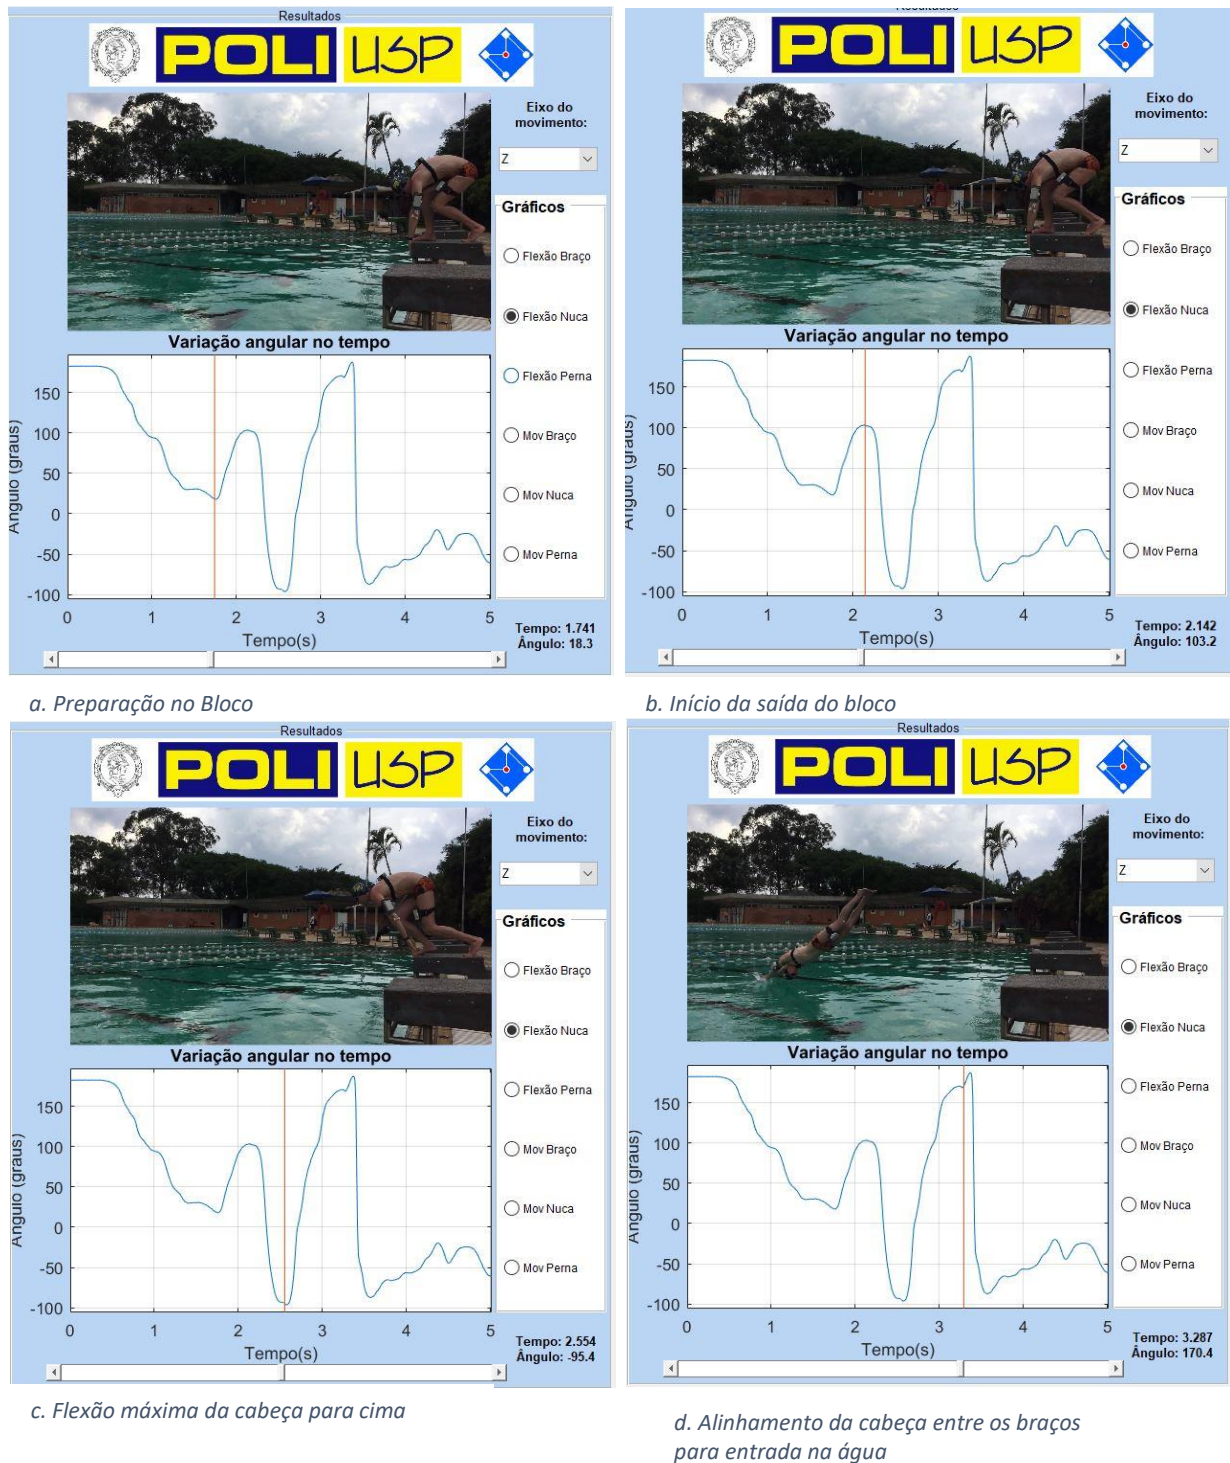 Resultados
POLI USP
Eixo do
movimento:
Z
Gráficos
Flexão Braço
Flexão Nuca
Flexão Perna
Mov Braço
Mov Nuca
Mov Perna
Variação angular no tempo
Angulo (graus)
150
100
50
0
-50
-100
0 1 2 3 4 5
Tempo(s)
Tempo: 1.741
Ângulo: 18.3
a. Preparação no Bloco
Resultados
POLI USP
Eixo do
movimento:
Z
Gráficos
Flexão Braço
Flexão Nuca
Flexão Perna
Mov Braço
Mov Nuca
Mov Perna
Variação angular no tempo
Angulo (graus)
150
100
50
0
-50
-100
0 1 2 3 4 5
Tempo(s)
Tempo: 2.142
Ângulo: 103.2
b. Início da saída do bloco
Resultados
POLI USP
Eixo do
movimento:
Z
Gráficos
Flexão Braço
Flexão Nuca
Flexão Perna
Mov Braço
Mov Nuca
Mov Perna
Variação angular no tempo
Angulo (graus)
150
100
50
0
-50
-100
0 1 2 3 4 5
Tempo(s)
Tempo: 2.554
Ângulo: -95.4
c. Flexão máxima da cabeça para cima
Resultados
POLI USP
Eixo do
movimento:
Z
Gráficos
Flexão Braço
Flexão Nuca
Flexão Perna
Mov Braço
Mov Nuca
Mov Perna
Variação angular no tempo
Angulo (graus)
150
100
50
0
-50
-100
0 1 2 3 4 5
Tempo(s)
Tempo: 3.287
Ângulo: 170.4
d. Alinhamento da cabeça entre os braços
para entrada na água